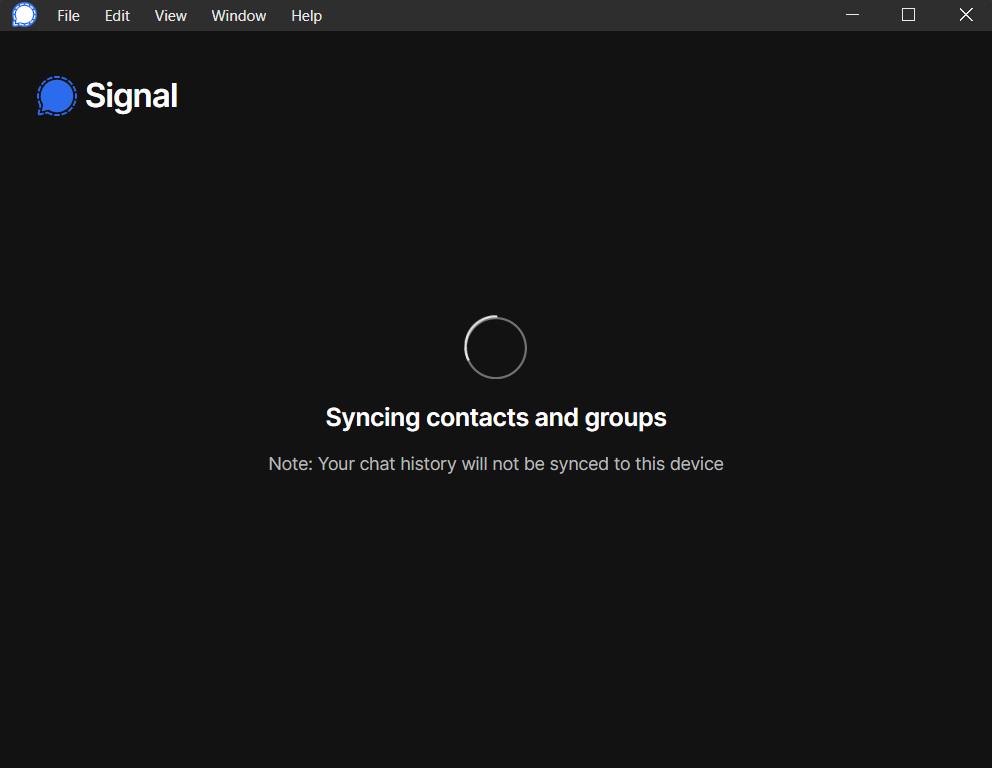 File Edit View Window Help
Signal
Syncing contacts and groups
Note: Your chat history will not be synced to this device